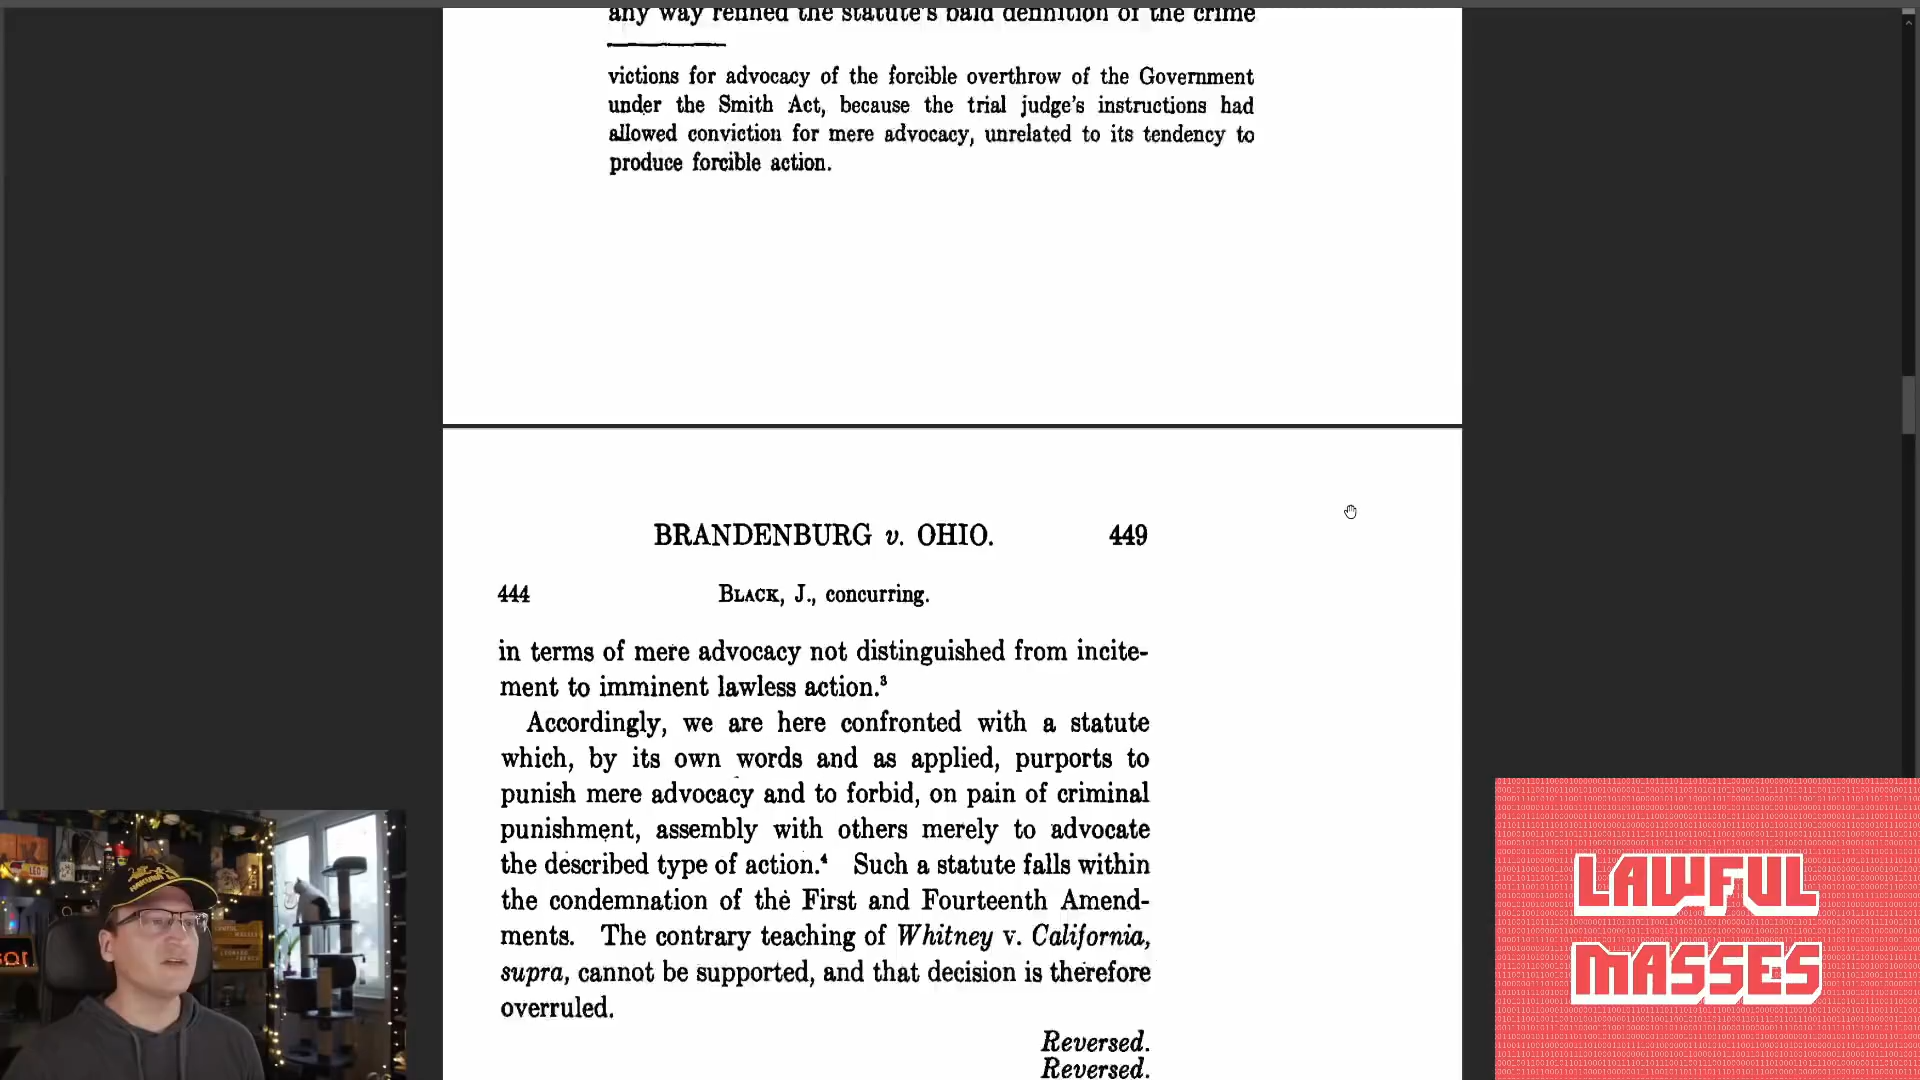 any way refined the statute's bald definition of the crime
victions for advocacy of the forcible overthrow of the Government
under the Smith Act, because the trial judge's instructions had
allowed conviction for mere advocacy, unrelated to its tendency to
produce forcible action.
BRANDENBURG v. OHIO. 449
444 BLACK, J., concurring.
in terms of mere advocacy not distinguished from incite-
ment to imminent lawless action.³
Accordingly, we are here confronted with a statute
which, by its own words and as applied, purports to
punish mere advocacy and to forbid, on pain of criminal
punishment, assembly with others merely to advocate
the described type of action.⁴ Such a statute falls within
the condemnation of the First and Fourteenth Amend-
ments. The contrary teaching of Whitney v. California,
supra, cannot be supported, and that decision is therefore
overruled.
Reversed.
Reversed.
LAWFUL
MASSES